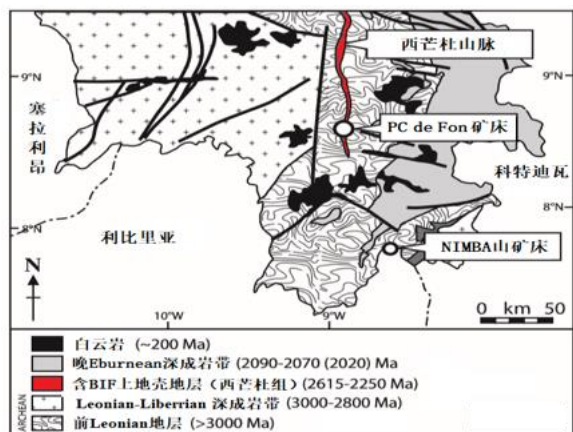 西芒杜山脉
9°N
9°N
塞拉利昂
PC de Fon 矿床
科特迪瓦
8°N
8°N
利比里亚
NIMBA山矿床
N
10°W
9°W
0 km 50
白云岩 (~200 Ma)
晚Eburnean深成岩带 (2090-2070 (2020) Ma
含BIF上地壳地层（西芒杜组）(2615-2250 Ma)
Leonian-Liberrian 深成岩带 (3000-2800 Ma)
前Leonian地层 (>3000 Ma)
ARCHEAN